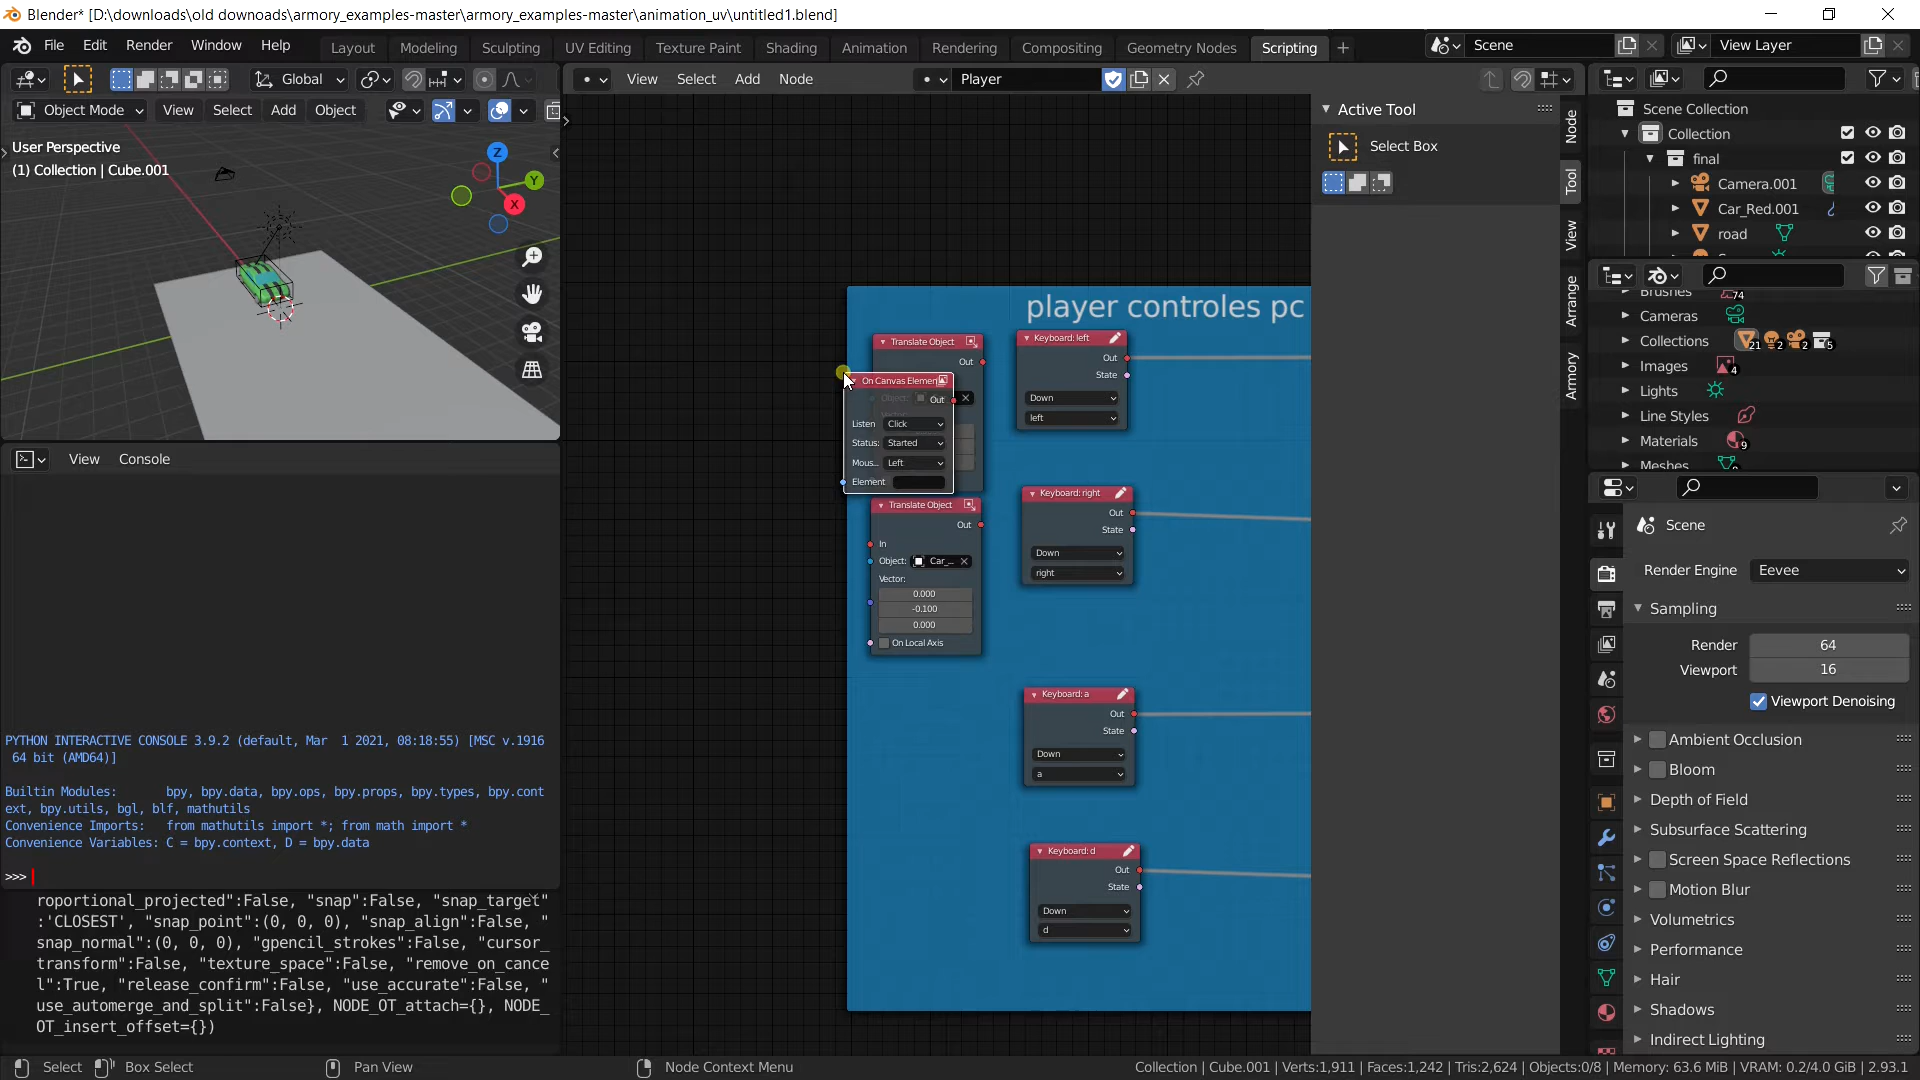 Blender* [D:\downloads\old downoads\armory_examples-master\armory_examples-master\animation_uv\untitled1.blend]
File Edit Render Window Help Layout Modeling Sculpting UV Editing Texture Paint Shading Animation Rendering Compositing Geometry Nodes Scripting Scene View Layer
Global View Select Add Node Player
Object Mode View Select Add Object
User Perspective
(1) Collection | Cube.001
Z
Y
X
View Console
PYTHON INTERACTIVE CONSOLE 3.9.2 (default, Mar  1 2021, 08:18:55) [MSC v.1916
64 bit (AMD64)]
Builtin Modules:       bpy, bpy.data, bpy.ops, bpy.props, bpy.types, bpy.cont
ext, bpy.utils, bgl, blf, mathutils
Convenience Imports:   from mathutils import *; from math import *
Convenience Variables: C = bpy.context, D = bpy.data
>>>
roportional_projected":False, "snap":False, "snap_target"
:'CLOSEST', "snap_point":(0, 0, 0), "snap_align":False, "
snap_normal":(0, 0, 0), "gpencil_strokes":False, "cursor_
transform":False, "texture_space":False, "remove_on_cance
l":True, "release_confirm":False, "use_accurate":False, "
use_automerge_and_split":False}, NODE_OT_attach={}, NODE_
OT_insert_offset={})
player controles pc
Translate Object
Out
On Canvas Elemen
Out
Listen Click
Status: Started
Mous... Left
Element
Translate Object
Out
In
Object: Car_...
Vector:
0.000
-0.100
0.000
On Local Axis
Keyboard: left
Out
State
Down
left
Keyboard: right
Out
State
Down
right
Keyboard: a
Out
State
Down
a
Keyboard: d
Out
State
Down
d
Active Tool
Select Box
Node
Tool
View
Arrange
Armory
Scene Collection
Collection
final
Camera.001
Car_Red.001
road
Brushes 74
Cameras
Collections 21 2 2 5
Images 4
Lights
Line Styles
Materials 9
Meshes
Scene
Render Engine Eevee
Sampling
Render 64
Viewport 16
Viewport Denoising
Ambient Occlusion
Bloom
Depth of Field
Subsurface Scattering
Screen Space Reflections
Motion Blur
Volumetrics
Performance
Hair
Shadows
Indirect Lighting
Select Box Select Pan View Node Context Menu Collection | Cube.001 | Verts:1,911 | Faces:1,242 | Tris:2,624 | Objects:0/8 | Memory: 63.6 MiB | VRAM: 0.2/4.0 GiB | 2.93.1